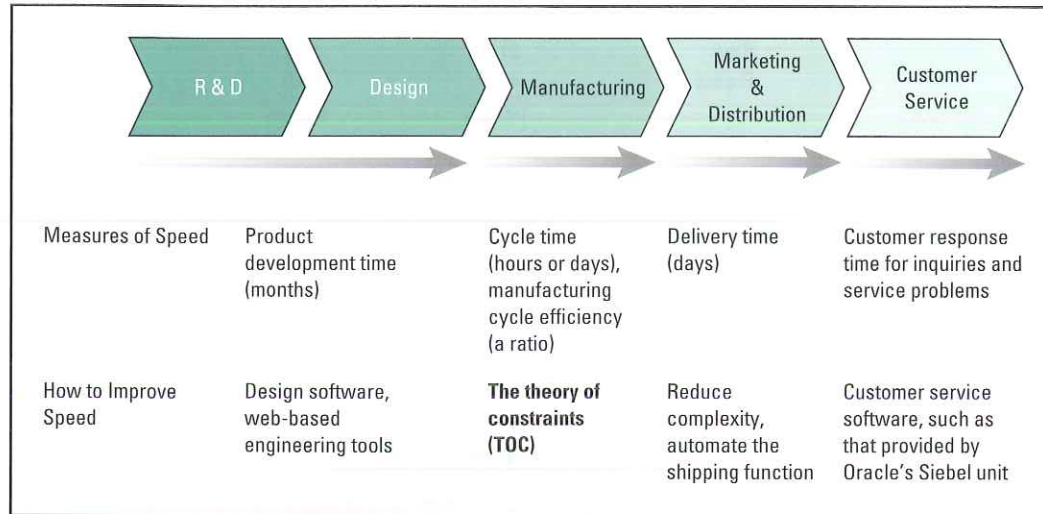 R & D
Design
Manufacturing
Marketing
&
Distribution
Customer
Service
Measures of Speed
Product
development time
(months)
Cycle time
(hours or days),
manufacturing
cycle efficiency
(a ratio)
Delivery time
(days)
Customer response
time for inquiries and
service problems
How to Improve
Speed
Design software,
web-based
engineering tools
The theory of
constraints
(TOC)
Reduce
complexity,
automate the
shipping function
Customer service
software, such as
that provided by
Oracle's Siebel unit